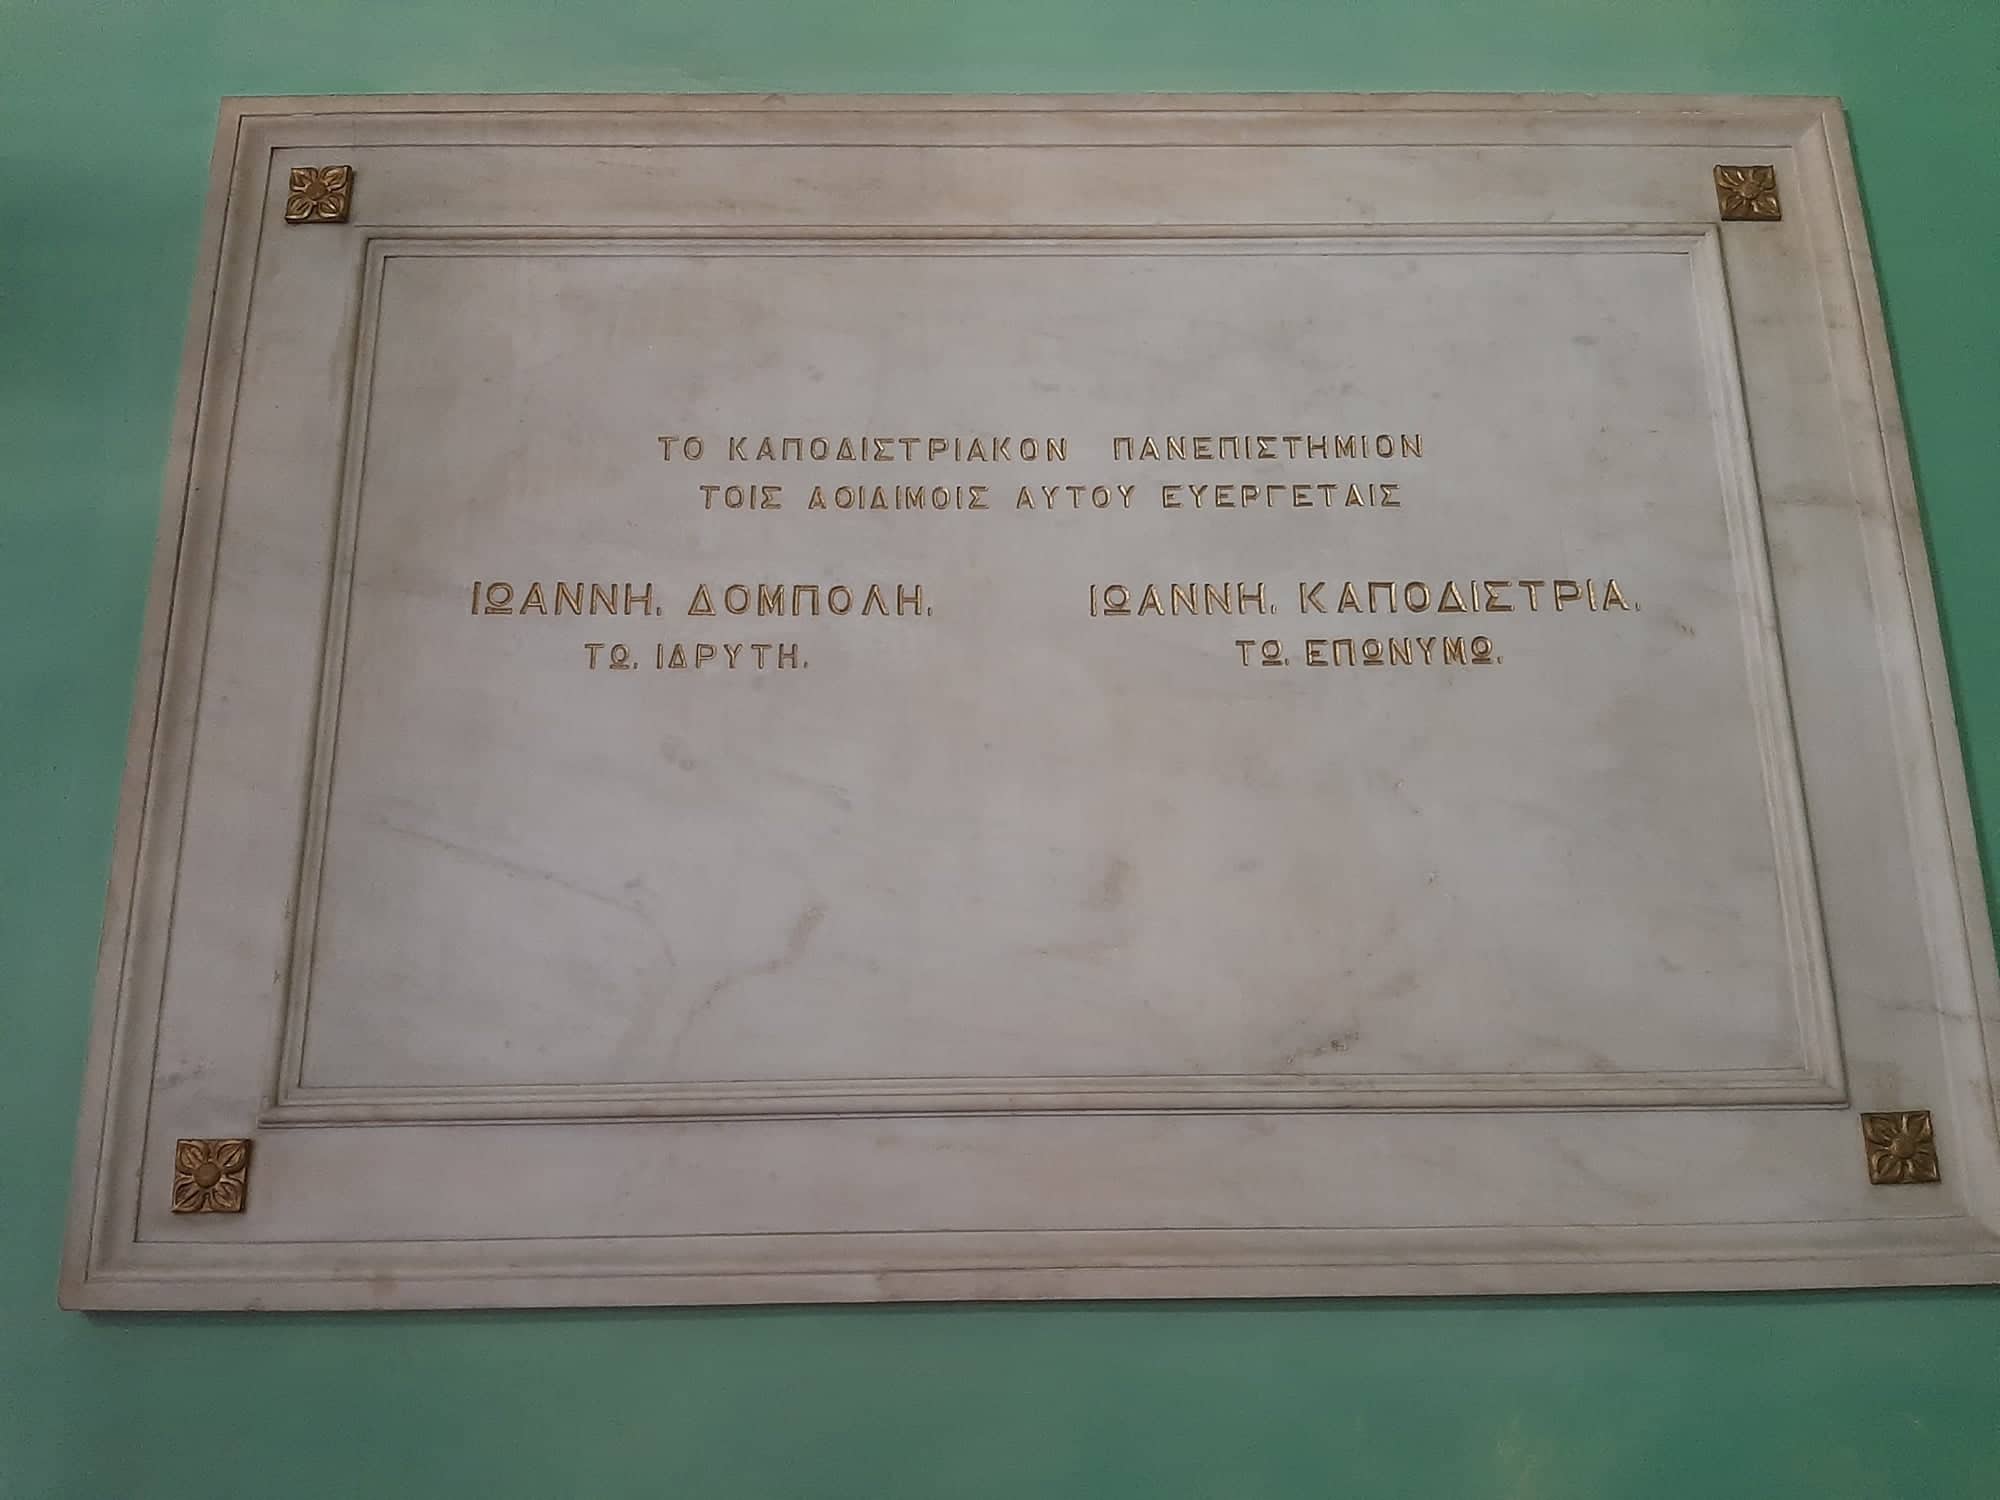 ΤΟ ΚΑΠΟΔΙΣΤΡΙΑΚΟΝ ΠΑΝΕΠΙΣΤΗΜΙΟΝ
ΤΟΙΣ ΑΟΙΔΙΜΟΙΣ ΑΥΤΟΥ ΕΥΕΡΓΕΤΑΙΣ
ΙΩΑΝΝΗ, ΔΟΜΠΟΛΗ,
ΤΩ, ΙΔΡΥΤΗ,
ΙΩΑΝΝΗ, ΚΑΠΟΔΙΣΤΡΙΑ,
ΤΩ, ΕΠΩΝΥΜΩ,